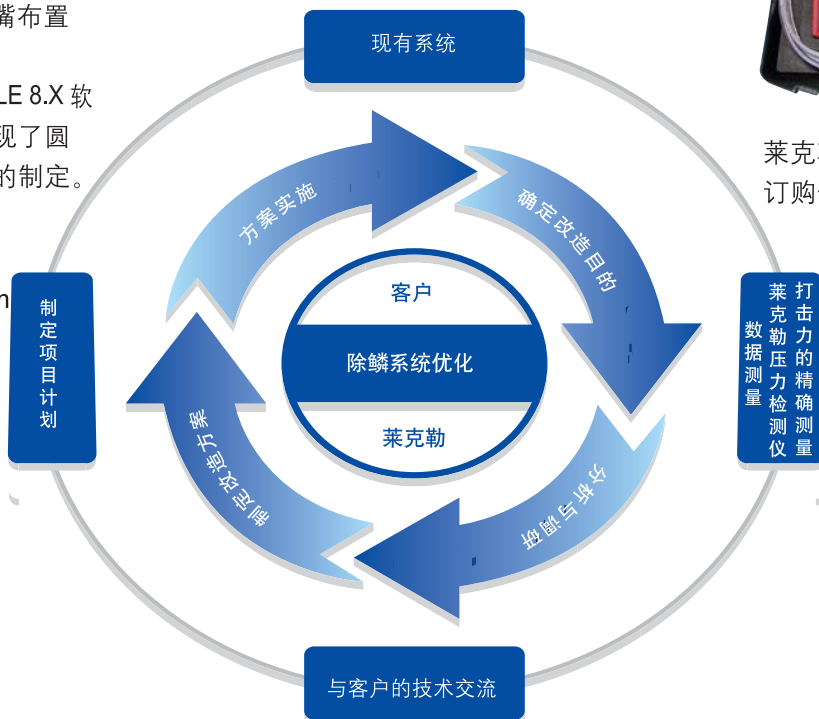 嘴布置
LE 8.X 软
现了圆
的制定。
n
莱克
订购
现有系统
方案实施
确定改造目的
客户
除鳞系统优化
莱克勒
制定改造方案
分析与调研
制定项目计划
打击力的精确测量
莱克勒压力检测仪
数据测量
与客户的技术交流